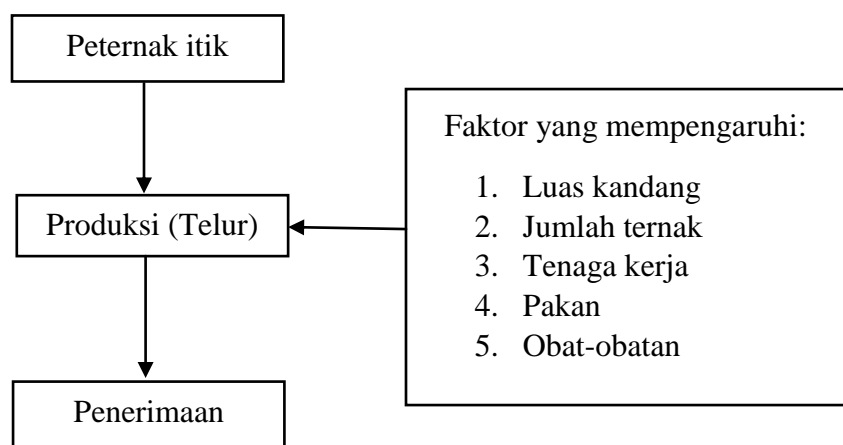 Peternak itik
Faktor yang mempengaruhi:
1. Luas kandang
Produksi (Telur)
2. Jumlah ternak
3. Tenaga kerja
4. Pakan
5. Obat-obatan
Penerimaan